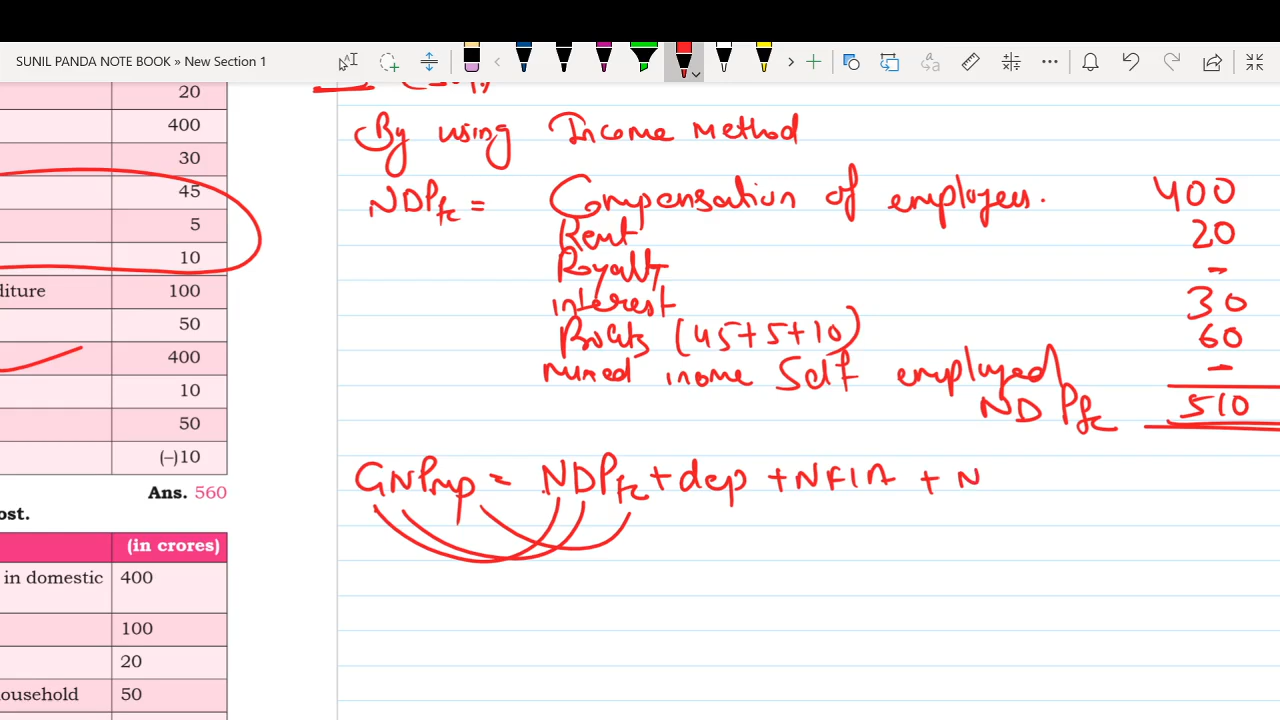 SUNIL PANDA NOTE BOOK » New Section 1
20
400
30
45
5
10
diture 100
50
400
10
50
(–)10
Ans. 560
st.
(in crores)
in domestic 400
100
20
ousehold 50
By using Income method
NDPfc = Compensation of employees. 400
Rent 20
Royalty -
interest 30
Profits (45+5+10) 60
mixed income Self employed -
NDPfc 510
GNPmp = NDPfc + dep + NFIA + N